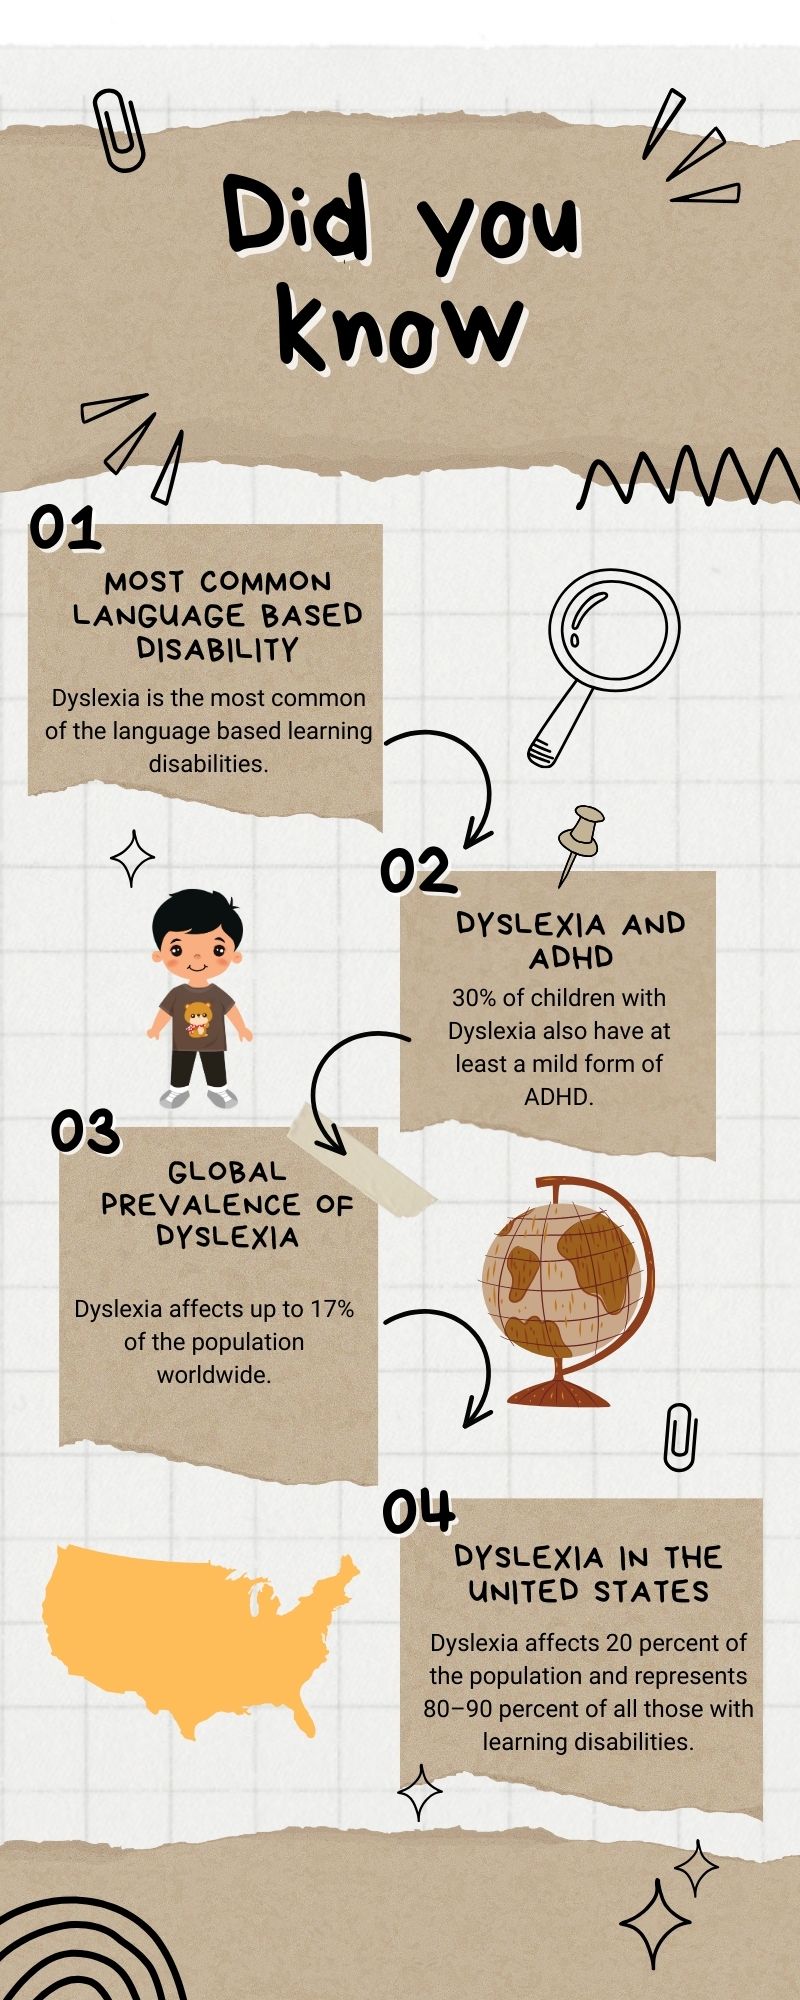 Did you
know
01
MOST COMMON
LANGUAGE BASED
DISABILITY
Dyslexia is the most common
of the language based learning
disabilities.
02
DYSLEXIA AND
ADHD
30% of children with
Dyslexia also have at
least a mild form of
ADHD.
03
GLOBAL
PREVALENCE OF
DYSLEXIA
Dyslexia affects up to 17%
of the population
worldwide.
04
DYSLEXIA IN THE
UNITED STATES
Dyslexia affects 20 percent of
the population and represents
80–90 percent of all those with
learning disabilities.